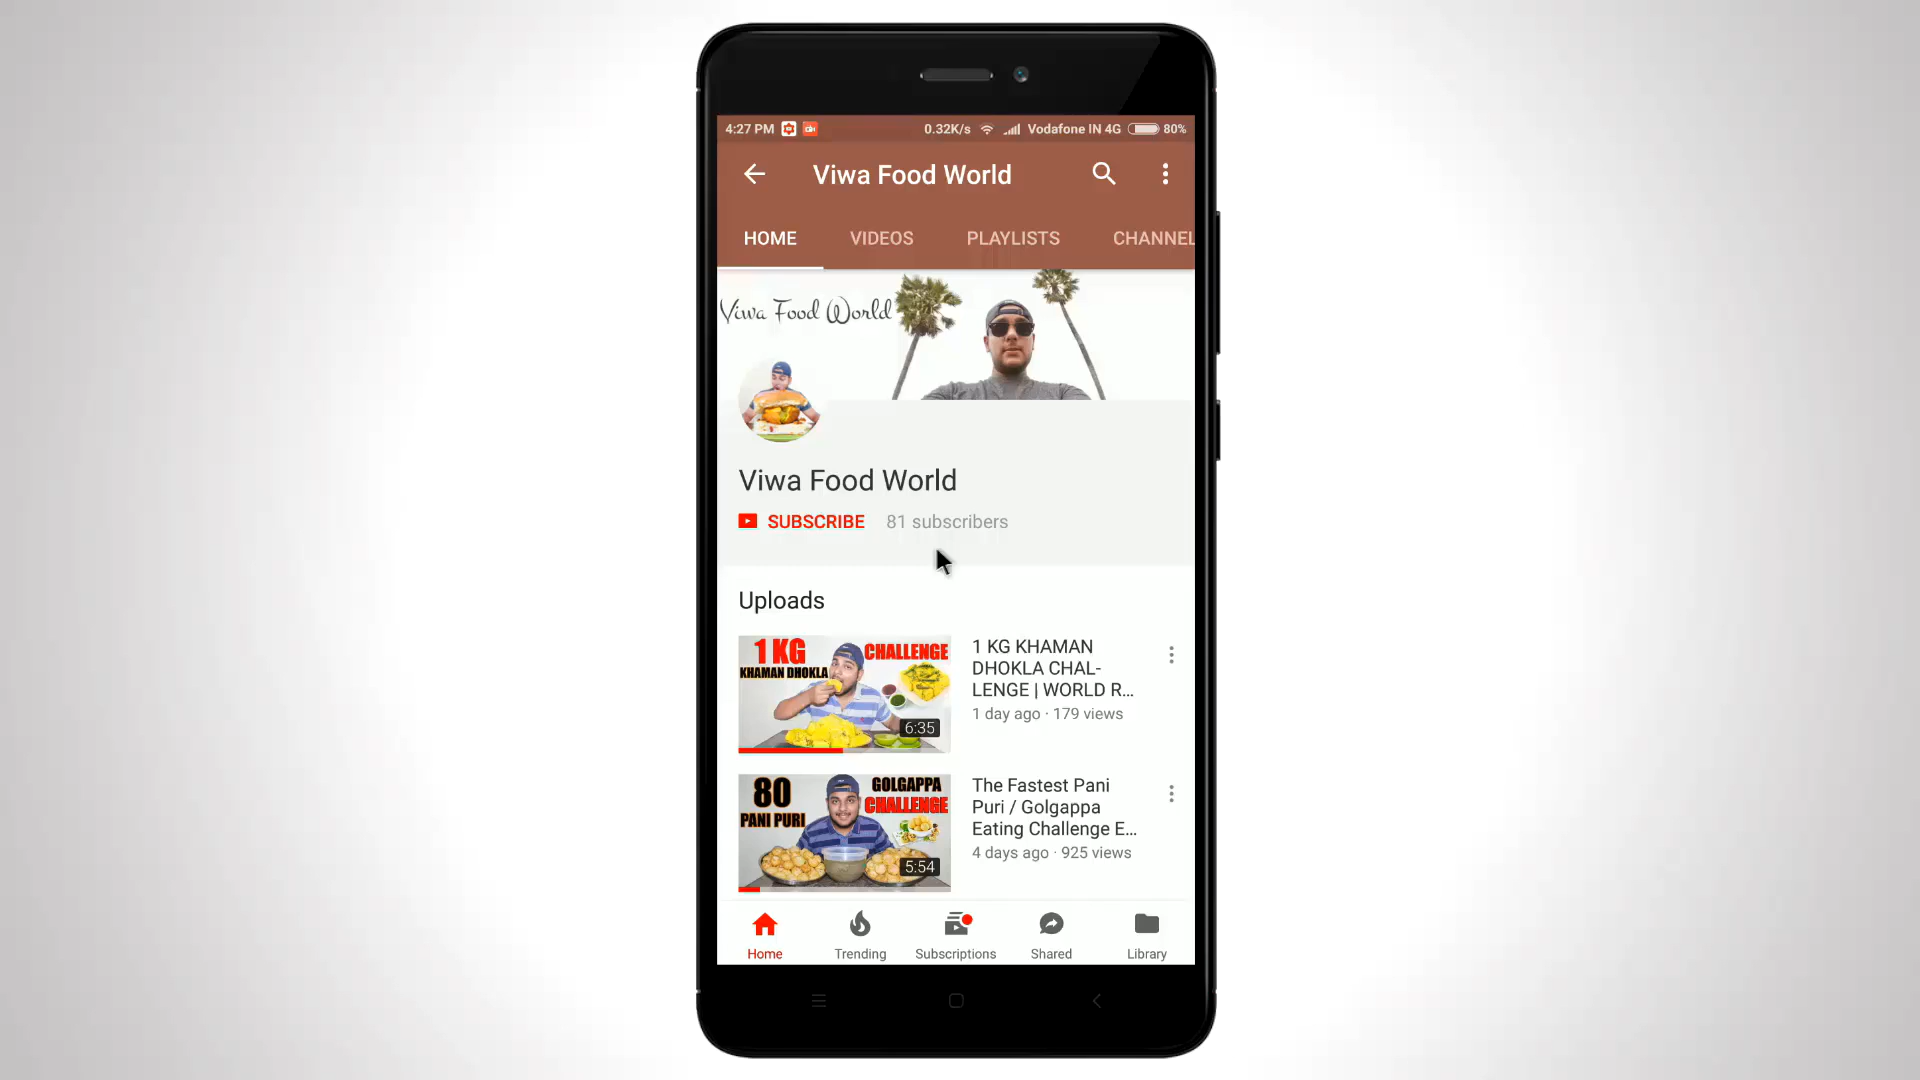 4:27 PM 0.32K/s Vodafone IN 4G 80%
Viwa Food World
HOME VIDEOS PLAYLISTS CHANNEL
Viwa Food World
Viwa Food World
SUBSCRIBE 81 subscribers
Uploads
1 KG CHALLENGE
KHAMAN DHOKLA
6:35
1 KG KHAMAN
DHOKLA CHAL-
LENGE | WORLD R...
1 day ago · 179 views
80 GOLGAPPA
PANI PURI CHALLENGE
5:54
The Fastest Pani
Puri / Golgappa
Eating Challenge E...
4 days ago · 925 views
Home Trending Subscriptions Shared Library